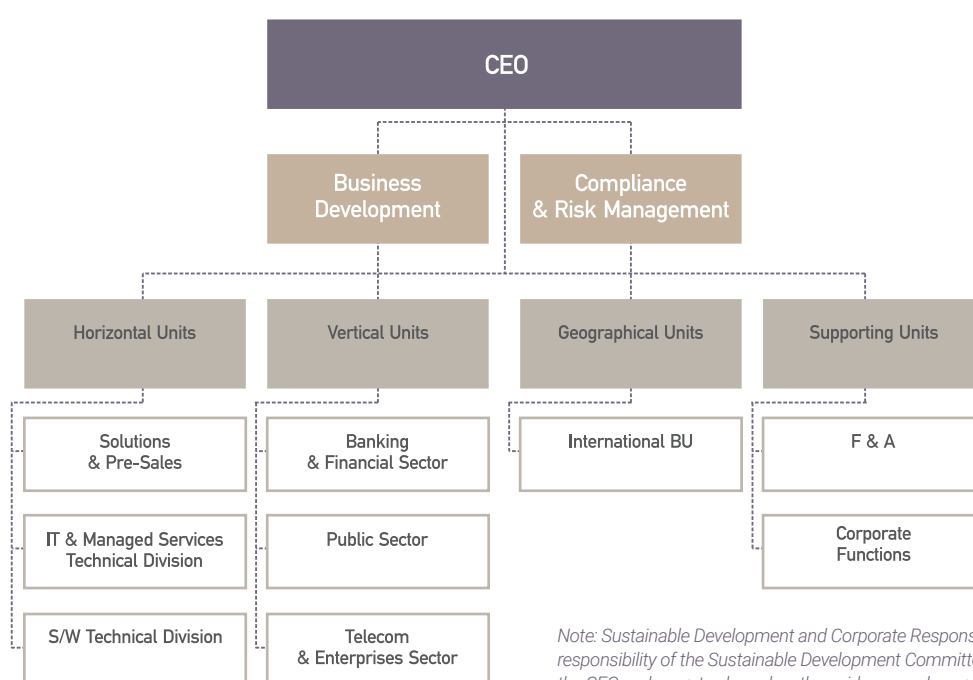 CEO
Business
Development
Compliance
& Risk Management
Horizontal Units
Vertical Units
Geographical Units
Supporting Units
Solutions
& Pre-Sales
Banking
& Financial Sector
International BU
F & A
IT & Managed Services
Technical Division
Public Sector
Corporate
Functions
S/W Technical Division
Telecom
& Enterprises Sector
Note: Sustainable Development and Corporate
responsibility of the Sustainable Development